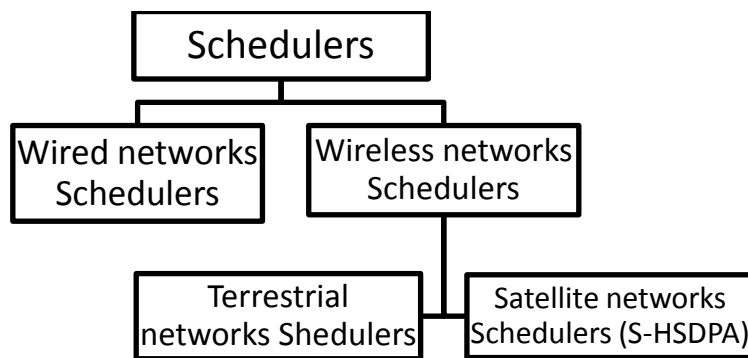 Schedulers
Wired networks
Schedulers
Wireless networks
Schedulers
Terrestrial
networks Shedulers
Satellite networks
Schedulers (S-HSDPA)